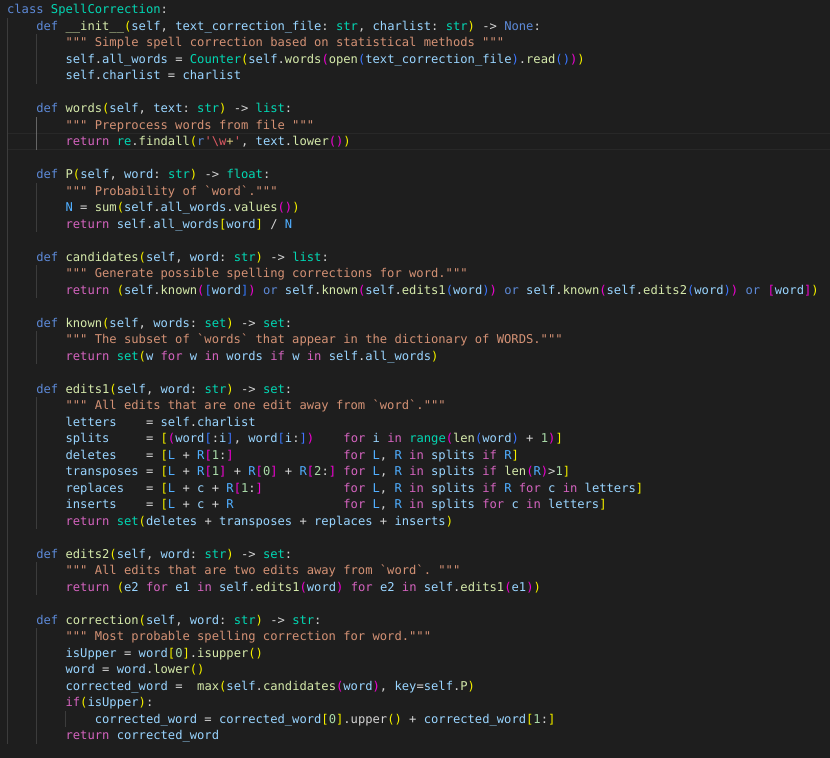 class SpellCorrection:
    def __init__(self, text_correction_file: str, charlist: str) -> None:
        """ Simple spell correction based on statistical methods """
        self.all_words = Counter(self.words(open(text_correction_file).read()))
        self.charlist = charlist

    def words(self, text: str) -> list:
        """ Preprocess words from file """
        return re.findall(r'\w+', text.lower())

    def P(self, word: str) -> float:
        """ Probability of `word`."""
        N = sum(self.all_words.values())
        return self.all_words[word] / N

    def candidates(self, word: str) -> list:
        """ Generate possible spelling corrections for word."""
        return (self.known([word]) or self.known(self.edits1(word)) or self.known(self.edits2(word)) or [word])

    def known(self, words: set) -> set:
        """ The subset of `words` that appear in the dictionary of WORDS."""
        return set(w for w in words if w in self.all_words)

    def edits1(self, word: str) -> set:
        """ All edits that are one edit away from `word`."""
        letters    = self.charlist
        splits     = [(word[:i], word[i:])    for i in range(len(word) + 1)]
        deletes    = [L + R[1:]               for L, R in splits if R]
        transposes = [L + R[1] + R[0] + R[2:] for L, R in splits if len(R)>1]
        replaces   = [L + c + R[1:]           for L, R in splits if R for c in letters]
        inserts    = [L + c + R               for L, R in splits for c in letters]
        return set(deletes + transposes + replaces + inserts)

    def edits2(self, word: str) -> set:
        """ All edits that are two edits away from `word`. """
        return (e2 for e1 in self.edits1(word) for e2 in self.edits1(e1))

    def correction(self, word: str) -> str:
        """ Most probable spelling correction for word."""
        isUpper = word[0].isupper()
        word = word.lower()
        corrected_word =  max(self.candidates(word), key=self.P)
        if(isUpper):
            corrected_word = corrected_word[0].upper() + corrected_word[1:]
        return corrected_word